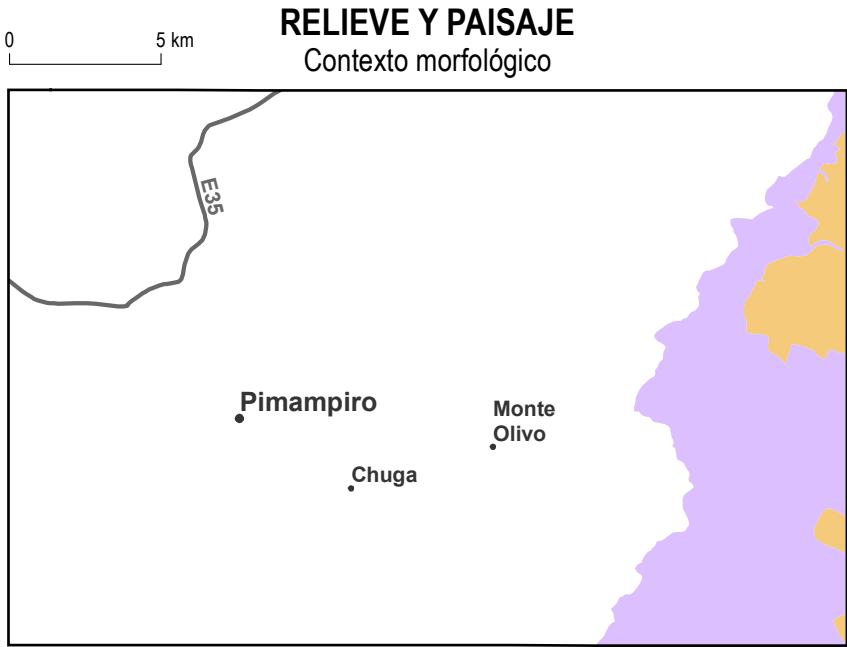 RELIEVE Y PAISAJE
Contexto morfológico
0 5 km
E35
Pimampiro
Monte
Olivo
Chuga